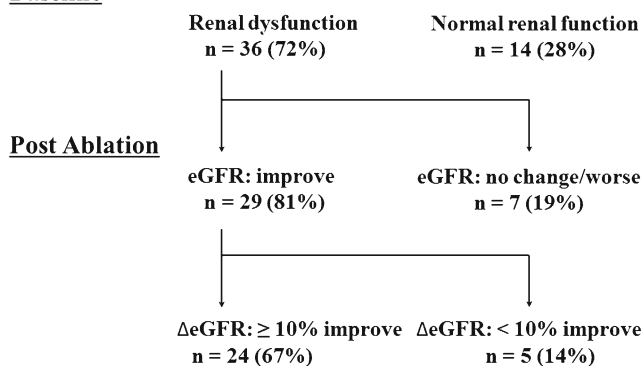 Renal dysfunction
n = 36 (72%)
Normal renal function
n = 14 (28%)
Post Ablation
eGFR: improve
n = 29 (81%)
eGFR: no change/worse
n = 7 (19%)
ΔeGFR: ≥ 10% improve
n = 24 (67%)
ΔeGFR: < 10% improve
n = 5 (14%)